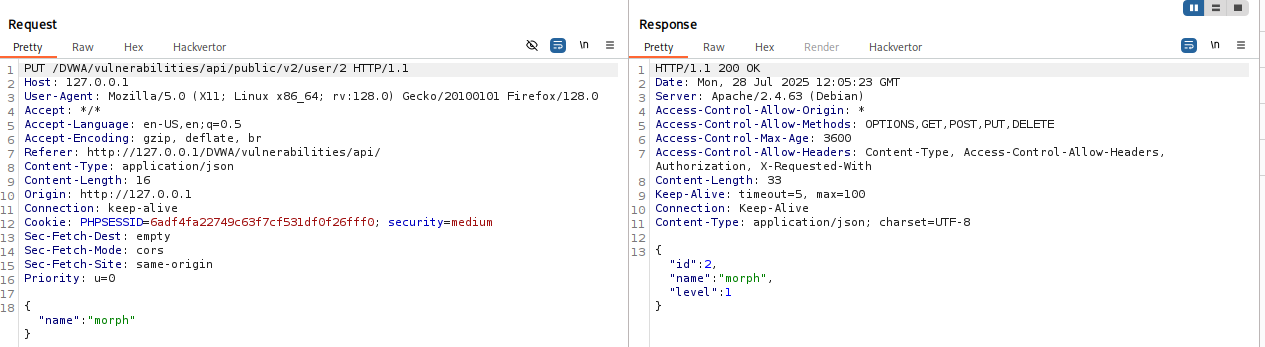 Request
Pretty Raw Hex Hackvertor \n
1 PUT /DVWA/vulnerabilities/api/public/v2/user/2 HTTP/1.1
2 Host: 127.0.0.1
3 User-Agent: Mozilla/5.0 (X11; Linux x86_64; rv:128.0) Gecko/20100101 Firefox/128.0
4 Accept: */*
5 Accept-Language: en-US,en;q=0.5
6 Accept-Encoding: gzip, deflate, br
7 Referer: http://127.0.0.1/DVWA/vulnerabilities/api/
8 Content-Type: application/json
9 Content-Length: 16
10 Origin: http://127.0.0.1
11 Connection: keep-alive
12 Cookie: PHPSESSID=6adf4fa22749c63f7cf531df0f26fff0; security=medium
13 Sec-Fetch-Dest: empty
14 Sec-Fetch-Mode: cors
15 Sec-Fetch-Site: same-origin
16 Priority: u=0
17
18 {
"name":"morph"
}
Response
Pretty Raw Hex Render Hackvertor \n
1 HTTP/1.1 200 OK
2 Date: Mon, 28 Jul 2025 12:05:23 GMT
3 Server: Apache/2.4.63 (Debian)
4 Access-Control-Allow-Origin: *
5 Access-Control-Allow-Methods: OPTIONS,GET,POST,PUT,DELETE
6 Access-Control-Max-Age: 3600
7 Access-Control-Allow-Headers: Content-Type, Access-Control-Allow-Headers,
Authorization, X-Requested-With
8 Content-Length: 33
9 Keep-Alive: timeout=5, max=100
10 Connection: Keep-Alive
11 Content-Type: application/json; charset=UTF-8
12
13 {
"id":2,
"name":"morph",
"level":1
}